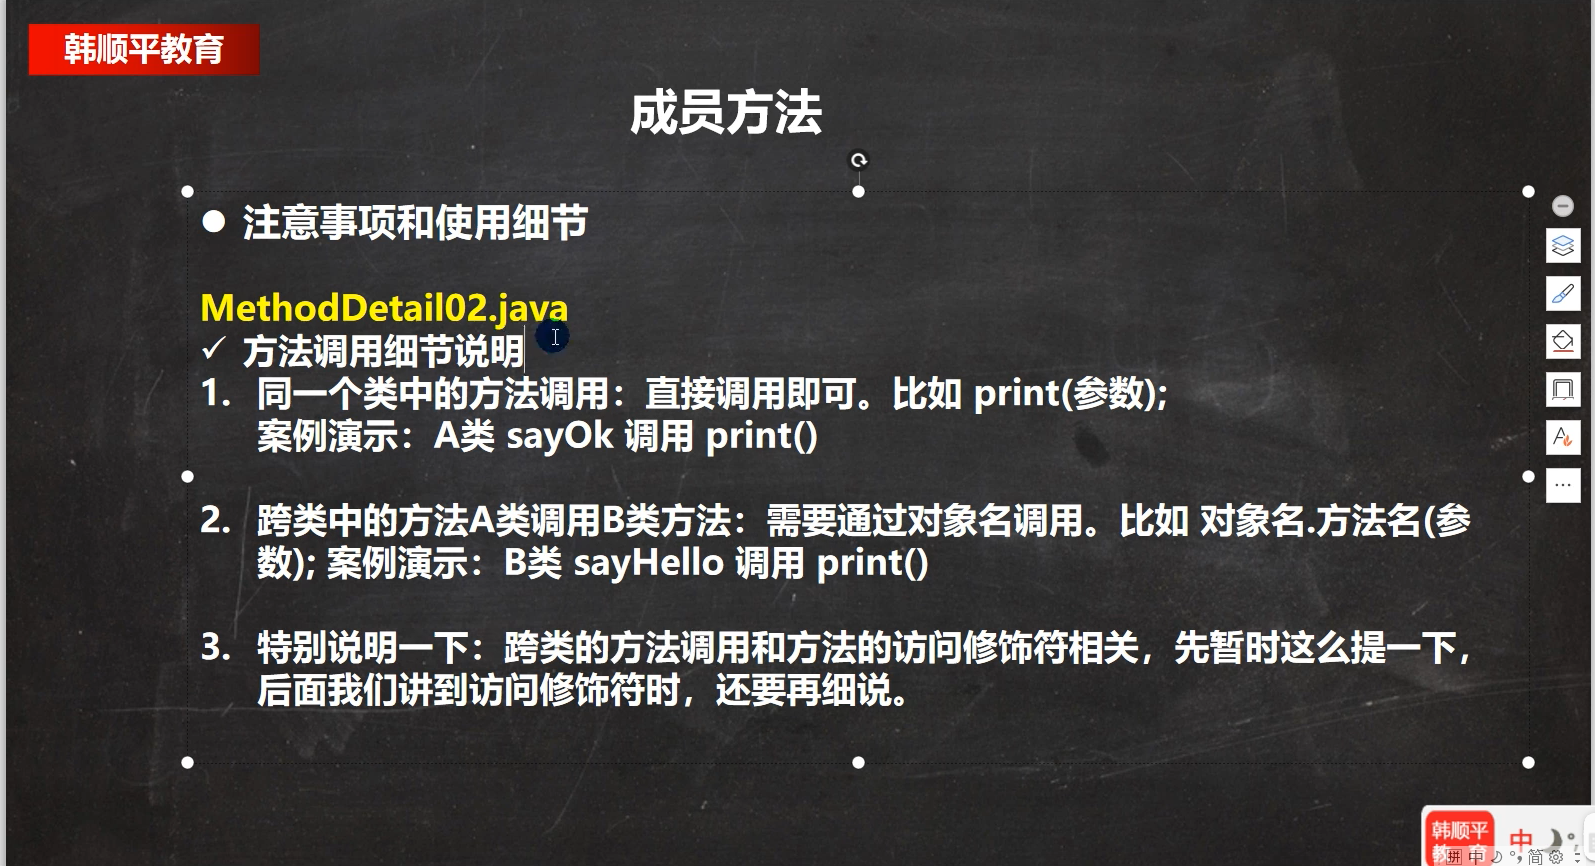 韩顺平教育
成员方法
● 注意事项和使用细节
MethodDetail02.java
✓ 方法调用细节说明
1. 同一个类中的方法调用：直接调用即可。比如 print(参数);
案例演示：A类 sayOk 调用 print()
2. 跨类中的方法A类调用B类方法：需要通过对象名调用。比如 对象名.方法名(参
数); 案例演示：B类 sayHello 调用 print()
3. 特别说明一下：跨类的方法调用和方法的访问修饰符相关，先暂时这么提一下，
后面我们讲到访问修饰符时，还要再细说。
韩顺平
中
中
简